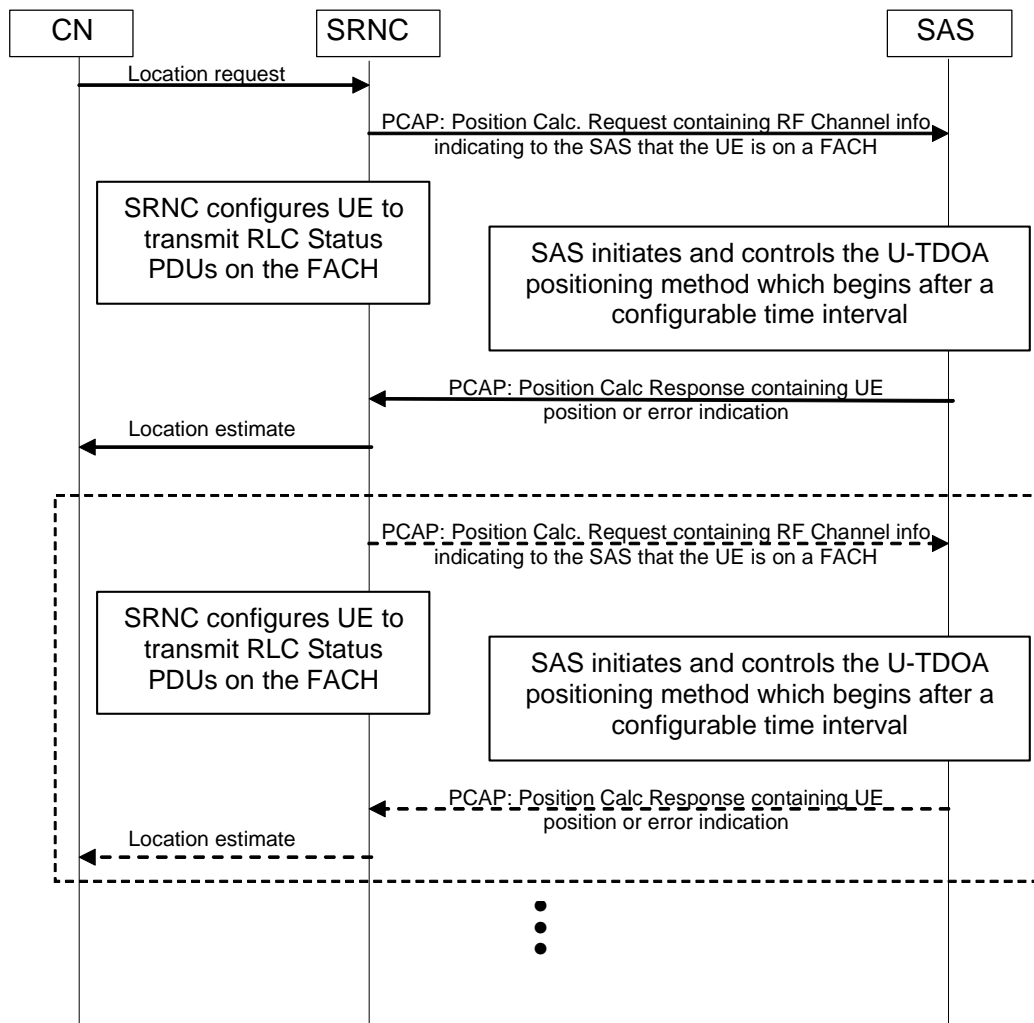 CN
SRNC
SAS
Location request
PCAP: Position Calc. Request containing RF Channel info
indicating to the SAS that the UE is on a FACH
SRNC configures UE to
transmit RLC Status
PDUs on the FACH
SAS initiates and controls the U-TDOA
positioning method which begins after a
configurable time interval
PCAP: Position Calc Response containing UE
position or error indication
Location estimate
PCAP: Position Calc. Request containing RF Channel info
indicating to the SAS that the UE is on a FACH
SRNC configures UE to
transmit RLC Status
PDUs on the FACH
SAS initiates and controls the U-TDOA
positioning method which begins after a
configurable time interval
PCAP: Position Calc Response containing UE
position or error indication
Location estimate